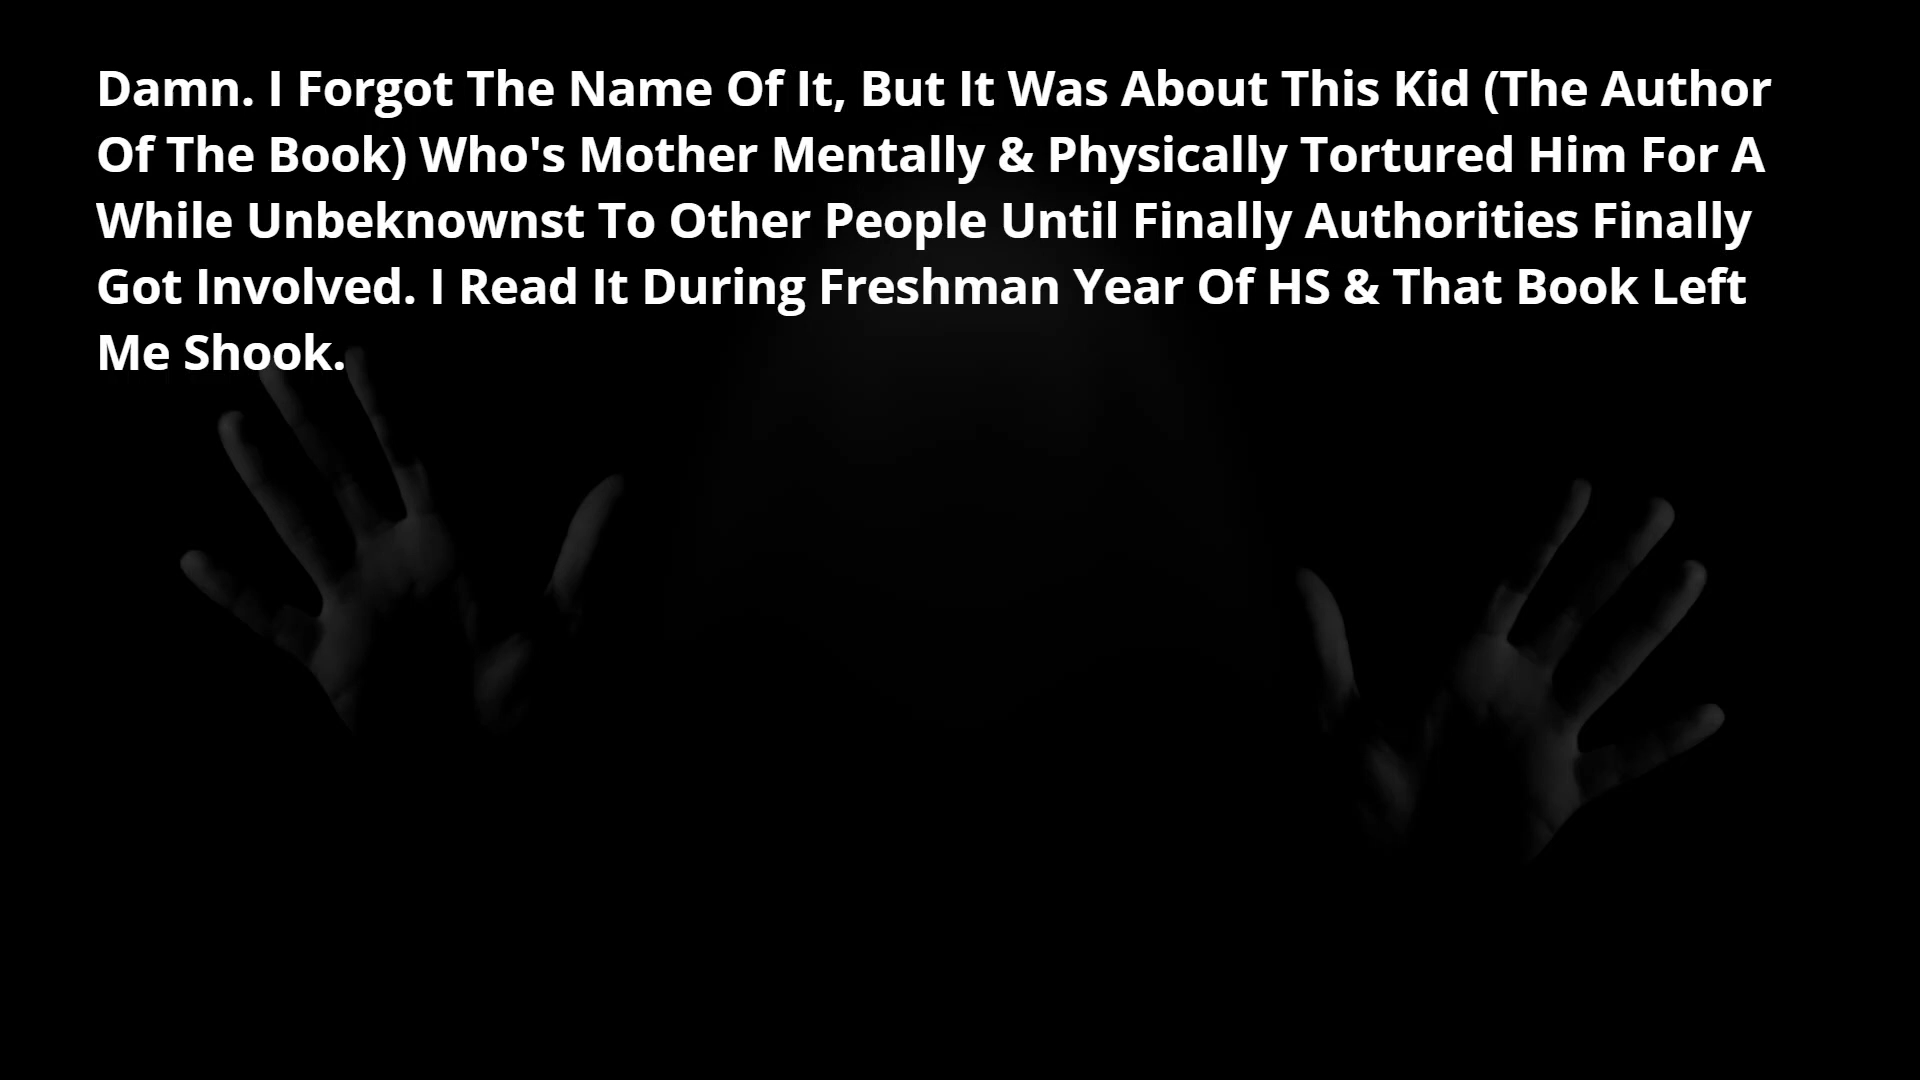 Damn. I Forgot The Name Of It, But It Was About This Kid (The Author
Of The Book) Who's Mother Mentally & Physically Tortured Him For A
While Unbeknownst To Other People Until Finally Authorities Finally
Got Involved. I Read It During Freshman Year Of HS & That Book Left
Me Shook.